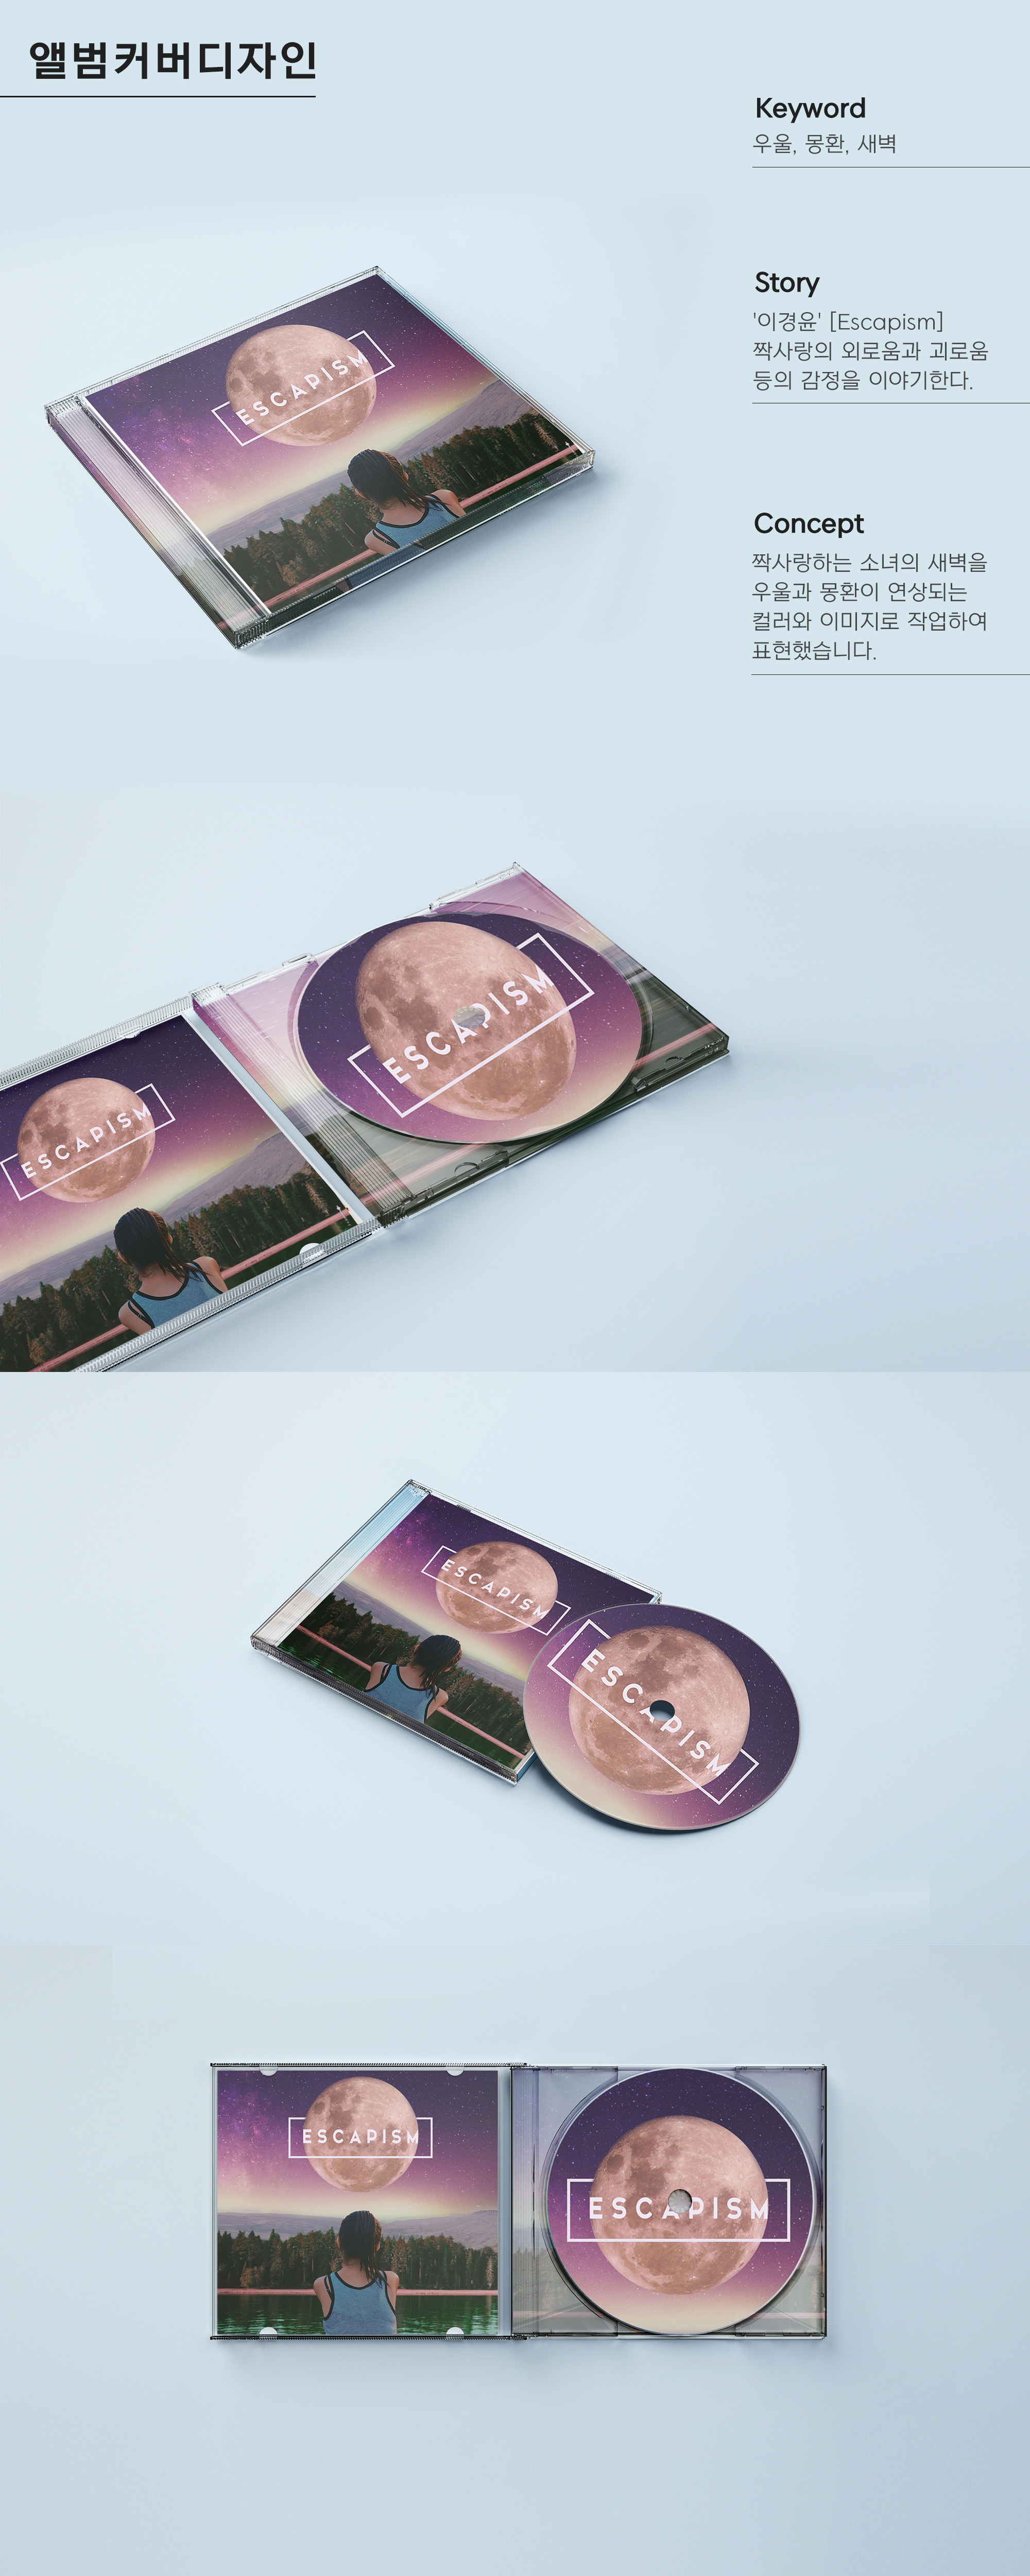 앨범커버디자인
Keyword
우울, 몽환, 새벽
Story
'이경윤' [Escapism]
짝사랑의 외로움과 괴로움
등의 감정을 이야기한다.
Concept
짝사랑하는 소녀의 새벽을
우울과 몽환이 연상되는
컬러와 이미지로 작업하여
표현했습니다.
ESCAPISM
ESCAPISM
ESCAPISM
ESCAPISM
ESCAPISM
ESCAPISM
ESCAPISM